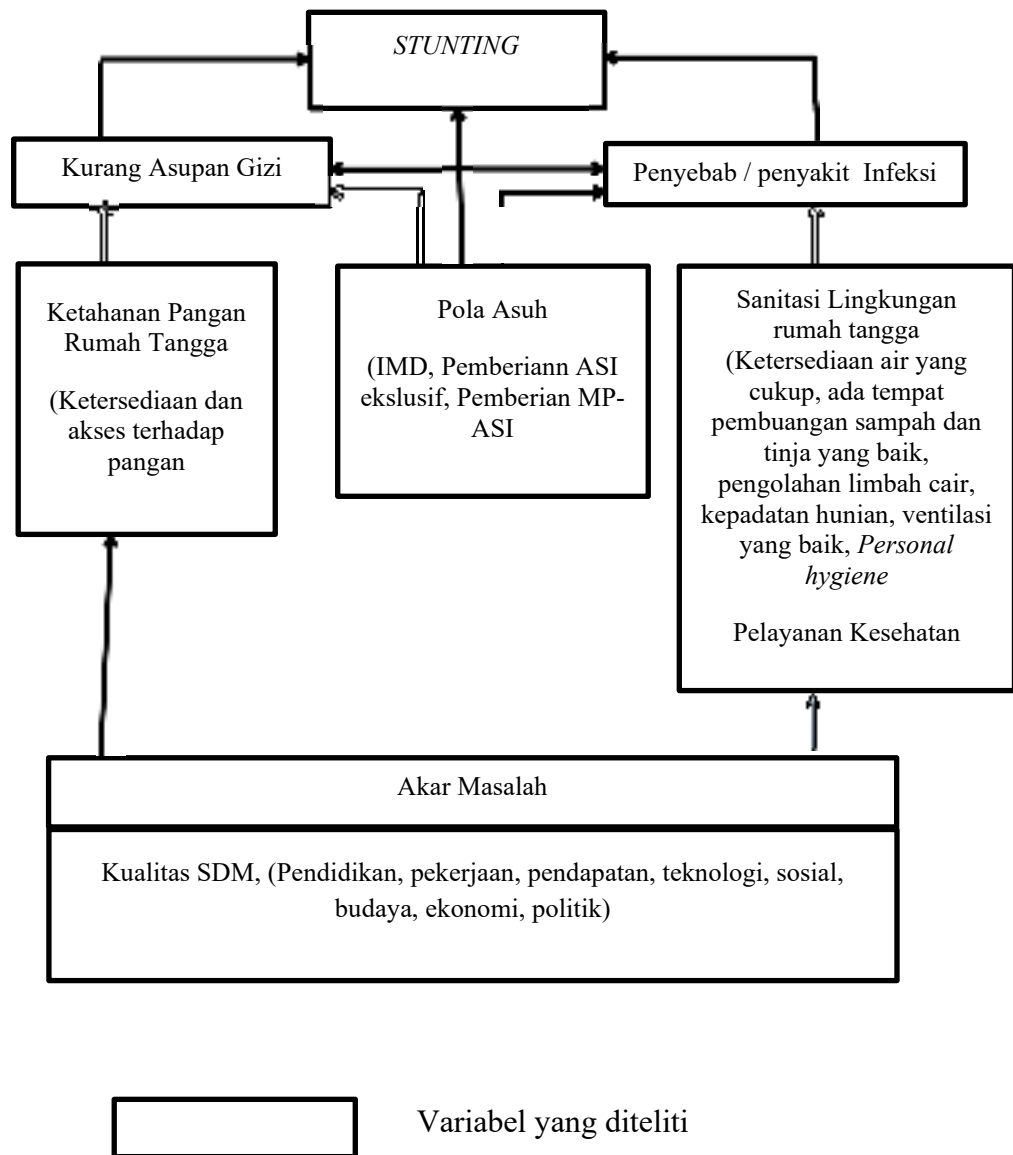 STUNTING
Kurang Asupan Gizi
Penyebab / penyakit Infeksi
Ketahanan Pangan
Rumah Tangga
(Ketersediaan dan
akses terhadap
pangan
Pola Asuh
(IMD, Pemberiann ASI
ekslusif, Pemberian MP-
ASI
Sanitasi Lingkungan
rumah tangga
(Ketersediaan air yang
cukup, ada tempat
pembuangan sampah dan
tinja yang baik,
pengolahan limbah cair,
kepadatan hunian, ventilasi
yang baik, Personal
hygiene
Pelayanan Kesehatan
Akar Masalah
Kualitas SDM, (Pendidikan, pekerjaan, pendapatan, teknologi, sosial,
budaya, ekonomi, politik)
Variabel yang diteliti